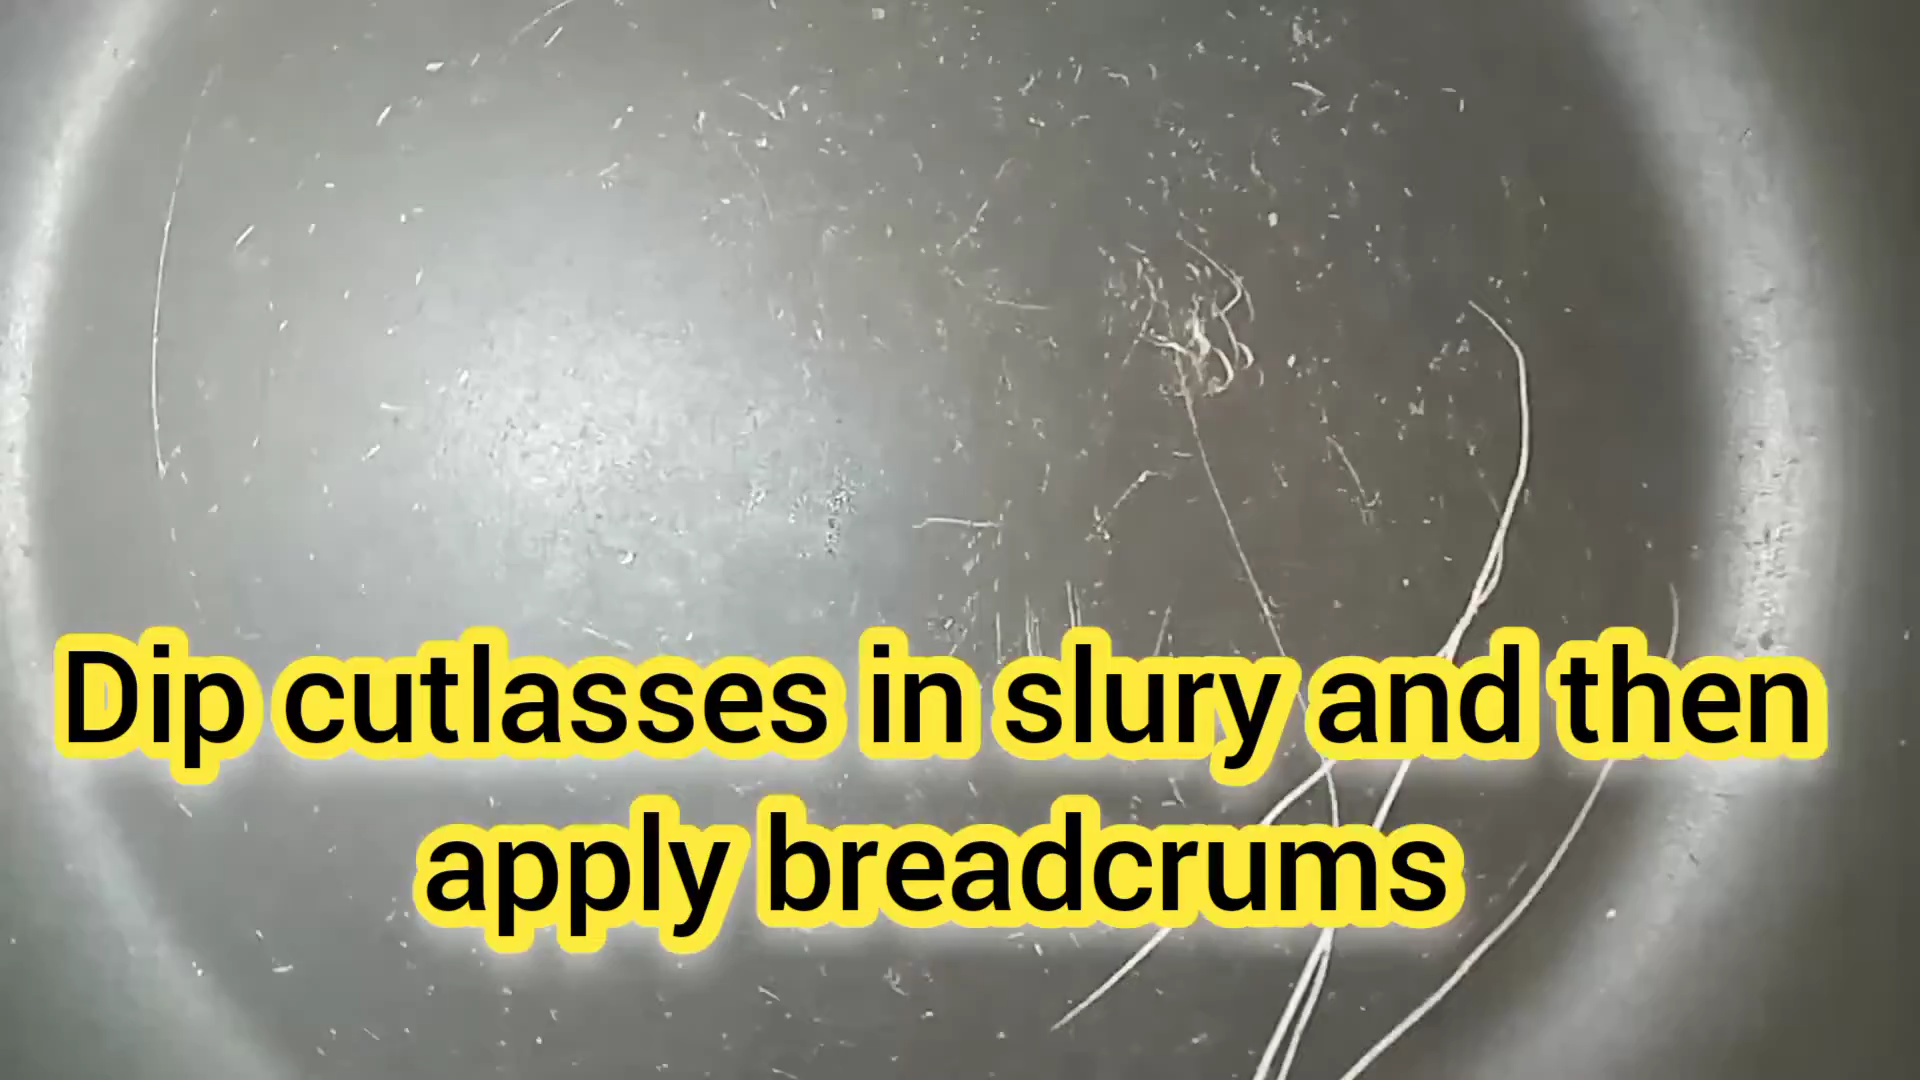 Dip cutlasses in slury and then
apply breadcrums